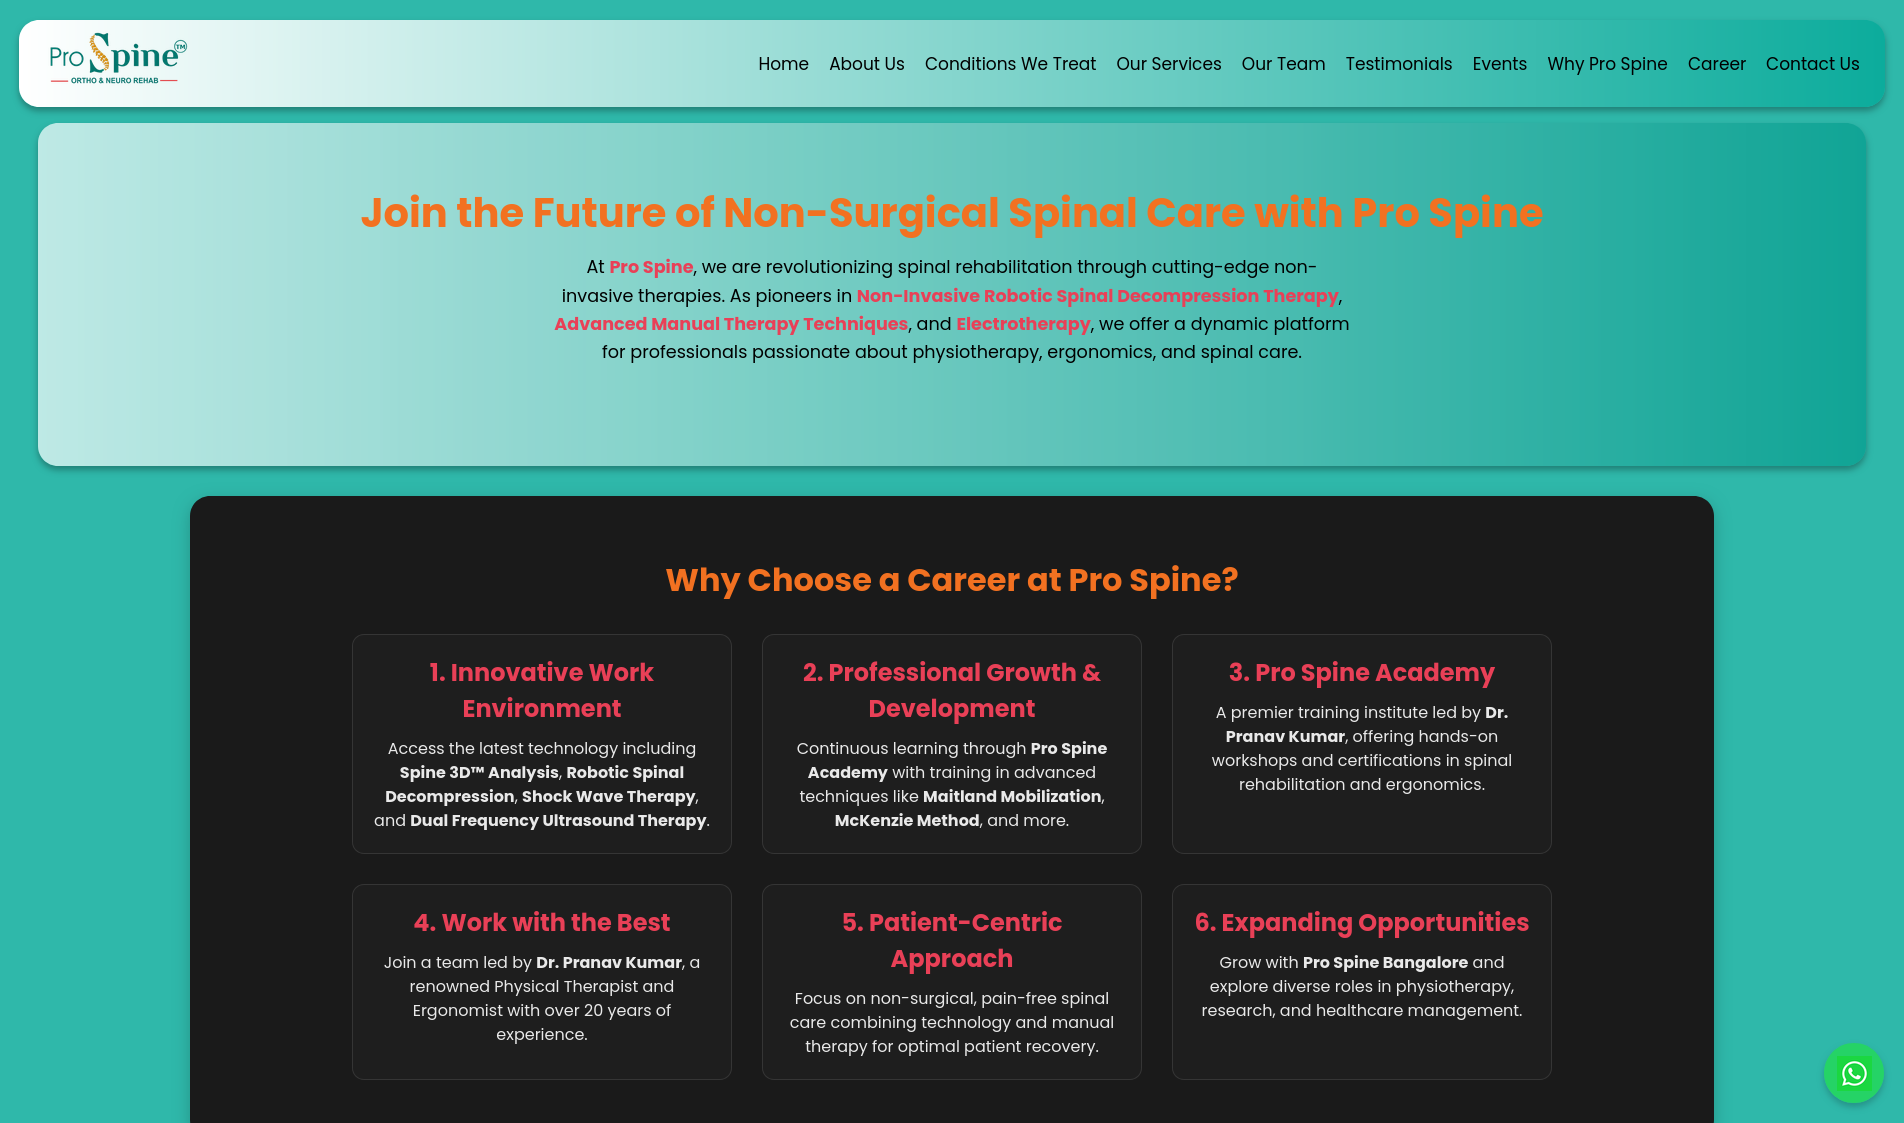 Pro Spine™
ORTHO & NEURO REHAB
Home About Us Conditions We Treat Our Services Our Team Testimonials Events Why Pro Spine Career Contact Us
Join the Future of Non-Surgical Spinal Care with Pro Spine
At Pro Spine, we are revolutionizing spinal rehabilitation through cutting-edge non-
invasive therapies. As pioneers in Non-Invasive Robotic Spinal Decompression Therapy,
Advanced Manual Therapy Techniques, and Electrotherapy, we offer a dynamic platform
for professionals passionate about physiotherapy, ergonomics, and spinal care.
Why Choose a Career at Pro Spine?
1. Innovative Work
Environment
Access the latest technology including
Spine 3D™ Analysis, Robotic Spinal
Decompression, Shock Wave Therapy,
and Dual Frequency Ultrasound Therapy.
2. Professional Growth &
Development
Continuous learning through Pro Spine
Academy with training in advanced
techniques like Maitland Mobilization,
McKenzie Method, and more.
3. Pro Spine Academy
A premier training institute led by Dr.
Pranav Kumar, offering hands-on
workshops and certifications in spinal
rehabilitation and ergonomics.
4. Work with the Best
Join a team led by Dr. Pranav Kumar, a
renowned Physical Therapist and
Ergonomist with over 20 years of
experience.
5. Patient-Centric
Approach
Focus on non-surgical, pain-free spinal
care combining technology and manual
therapy for optimal patient recovery.
6. Expanding Opportunities
Grow with Pro Spine Bangalore and
explore diverse roles in physiotherapy,
research, and healthcare management.